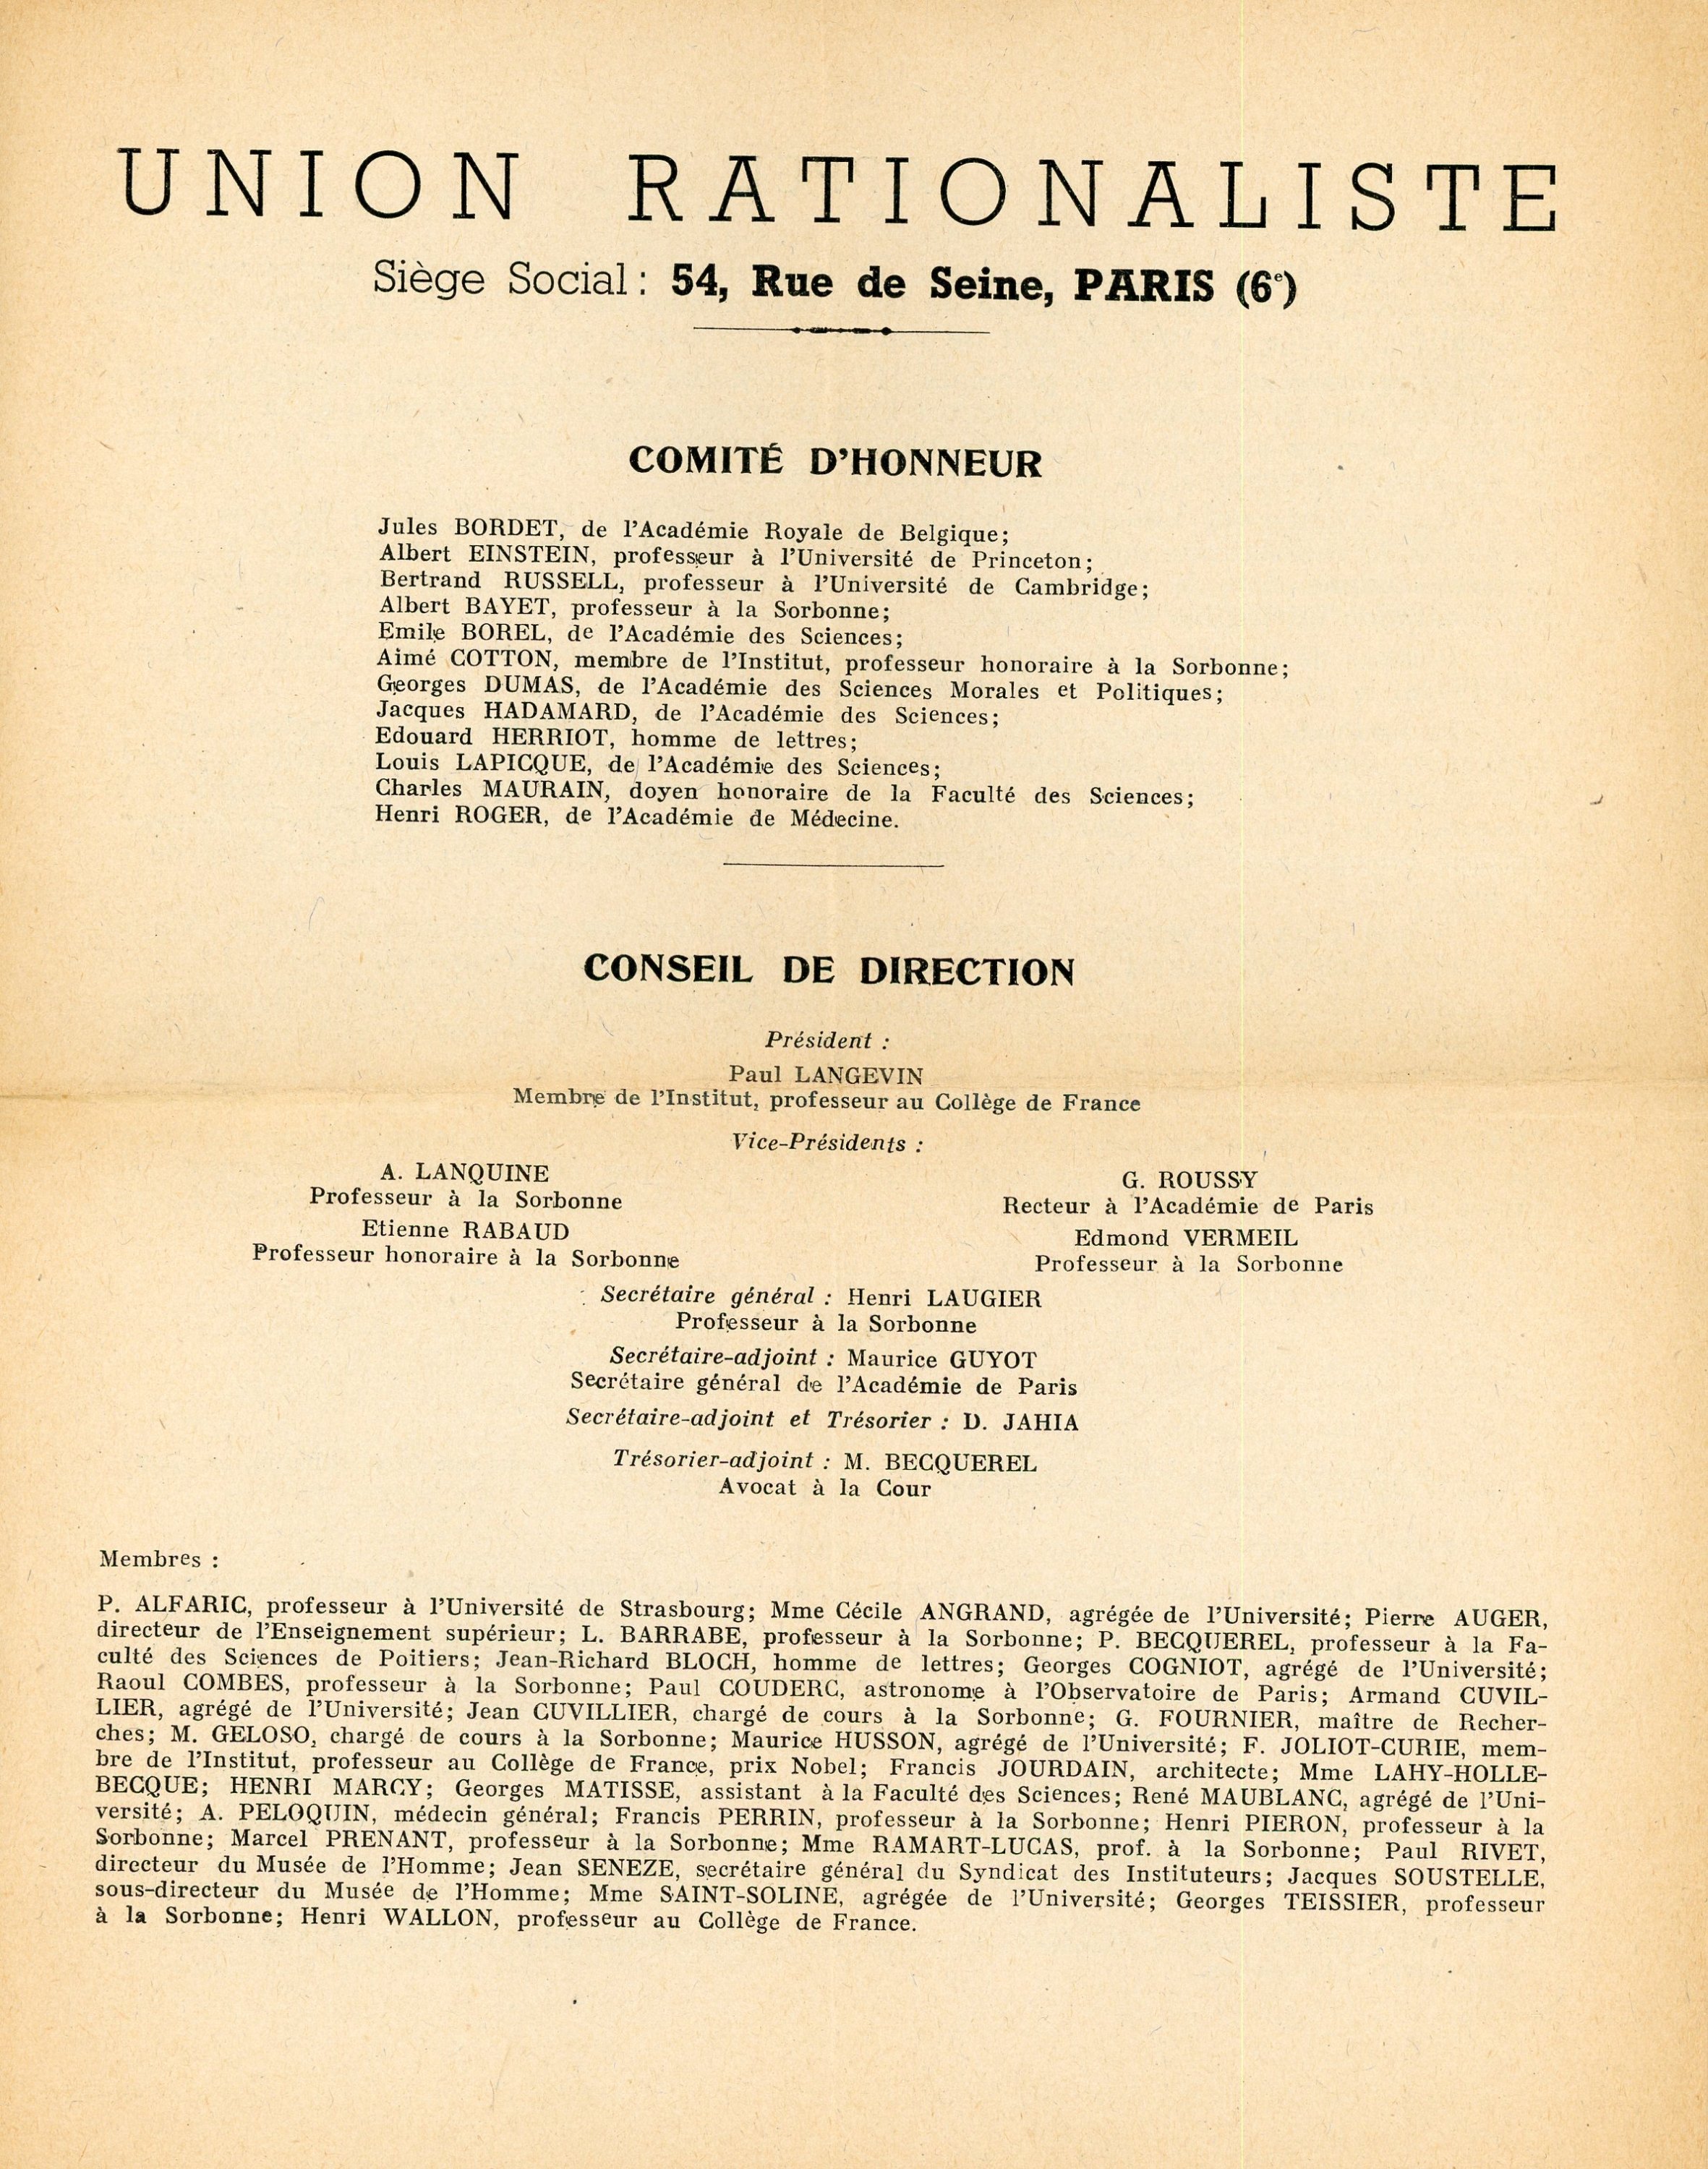 UNION RATIONALISTE
Siège Social : 54, Rue de Seine, PARIS (6e)
COMITÉ D'HONNEUR
Jules BORDET, de l'Académie Royale de Belgique;
Albert EINSTEIN, professeur à l'Université de Princeton;
Bertrand RUSSELL, professeur à l'Université de Cambridge;
Albert BAYET, professeur à la Sorbonne;
Emile BOREL, de l'Académie des Sciences;
Aimé COTTON, membre de l'Institut, professeur honoraire à la Sorbonne;
Georges DUMAS, de l'Académie des Sciences Morales et Politiques;
Jacques HADAMARD, de l'Académie des Sciences;
Edouard HERRIOT, homme de lettres;
Louis LAPICQUE, de l'Académie des Sciences;
Charles MAURAIN, doyen honoraire de la Faculté des Sciences;
Henri ROGER, de l'Académie de Médecine.
CONSEIL DE DIRECTION
Président :
Paul LANGEVIN
Membre de l'Institut, professeur au Collège de France
Vice-Présidents :
A. LANQUINE
Professeur à la Sorbonne
Etienne RABAUD
Professeur honoraire à la Sorbonne
G. ROUSSY
Recteur à l'Académie de Paris
Edmond VERMEIL
Professeur à la Sorbonne
Secrétaire général : Henri LAUGIER
Professeur à la Sorbonne
Secrétaire-adjoint : Maurice GUYOT
Secrétaire général de l'Académie de Paris
Secrétaire-adjoint et Trésorier : D. JAHIA
Trésorier-adjoint : M. BECQUEREL
Avocat à la Cour
Membres :
P. ALFARIC, professeur à l'Université de Strasbourg; Mme Cécile ANGRAND, agrégée de l'Université; Pierre AUGER,
directeur de l'Enseignement supérieur; L. BARRABE, professeur à la Sorbonne; P. BECQUEREL, professeur à la Fa-
culté des Sciences de Poitiers; Jean-Richard BLOCH, homme de lettres; Georges COGNIOT, agrégé de l'Université;
Raoul COMBES, professeur à la Sorbonne; Paul COUDERC, astronome à l'Observatoire de Paris; Armand CUVIL-
LIER, agrégé de l'Université; Jean CUVILLIER, chargé de cours à la Sorbonne; G. FOURNIER, maître de Recher-
ches; M. GELOSO, chargé de cours à la Sorbonne; Maurice HUSSON, agrégé de l'Université; F. JOLIOT-CURIE, mem-
bre de l'Institut, professeur au Collège de France, prix Nobel; Francis JOURDAIN, architecte; Mme LAHY-HOLLE-
BECQUE; HENRI MARCY; Georges MATISSE, assistant à la Faculté des Sciences; René MAUBLANC, agrégé de l'Uni-
versité; A. PELOQUIN, médecin général; Francis PERRIN, professeur à la Sorbonne; Henri PIERON, professeur à la
Sorbonne; Marcel PRENANT, professeur à la Sorbonne; Mme RAMART-LUCAS, prof. à la Sorbonne; Paul RIVET,
directeur du Musée de l'Homme; Jean SENEZE, secrétaire général du Syndicat des Instituteurs; Jacques SOUSTELLE,
sous-directeur du Musée de l'Homme; Mme SAINT-SOLINE, agrégée de l'Université; Georges TEISSIER, professeur
à la Sorbonne; Henri WALLON, professeur au Collège de France.